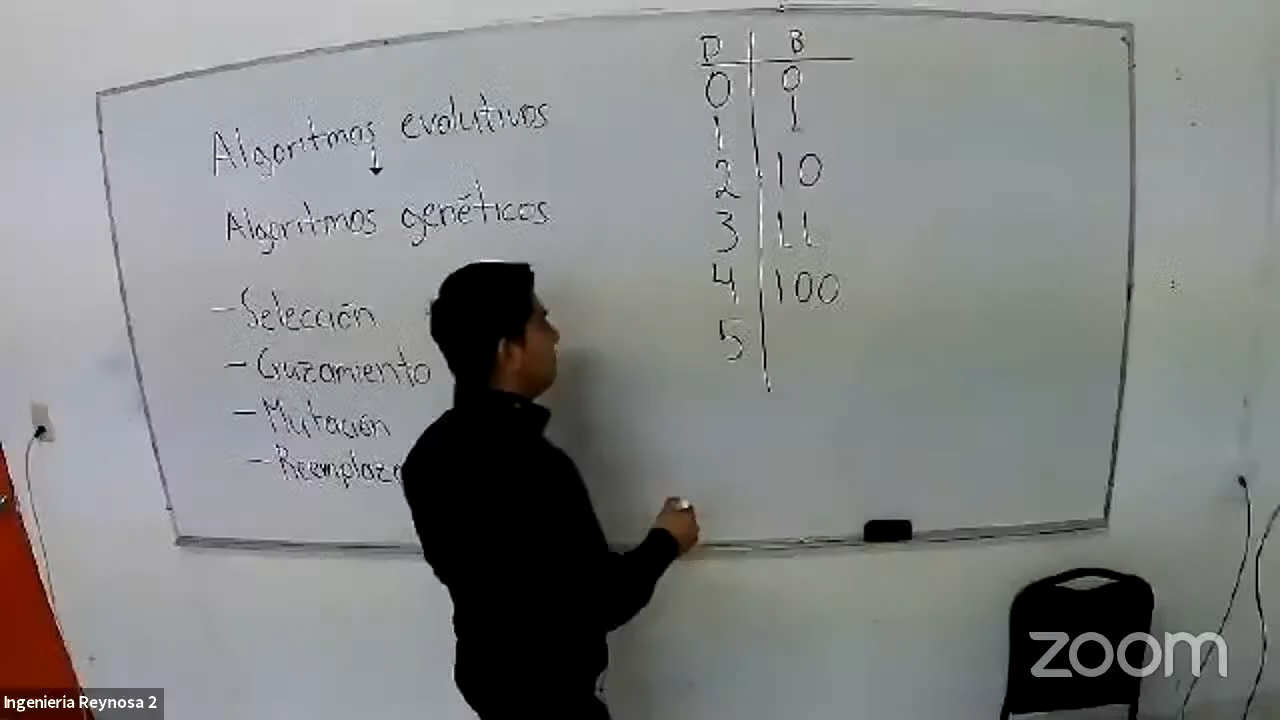 Algoritmos evolutivos
Algoritmos genéticos
- Selección
- Cruzamiento
- Mutación
- Reemplazo
D B
0 0
1 1
2 10
3 11
4 100
5
zoom
Ingenieria Reynosa 2